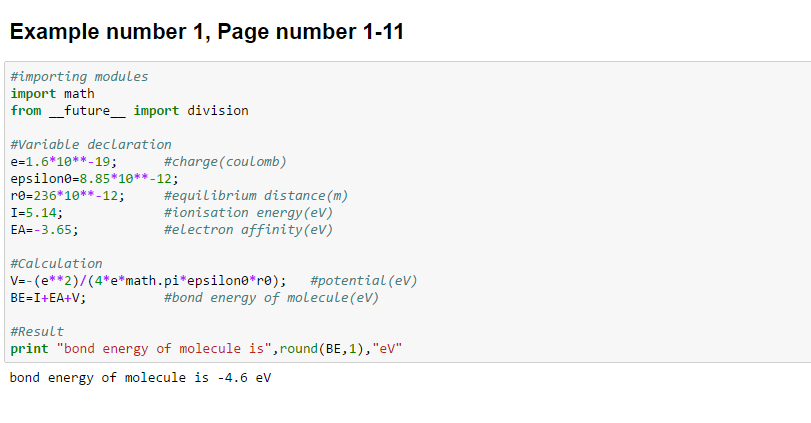 Example number 1, Page number 1-11
#importing modules
import math
from __future__ import division
#Variable declaration
e=1.6*10**-19;      #charge(coulomb)
epsilon0=8.85*10**-12;
r0=236*10**-12;     #equilibrium distance(m)
I=5.14;             #ionisation energy(eV)
EA=-3.65;           #electron affinity(eV)
#Calculation
V=-(e**2)/(4*e*math.pi*epsilon0*r0);   #potential(eV)
BE=I+EA+V;          #bond energy of molecule(eV)
#Result
print "bond energy of molecule is",round(BE,1),"eV"
bond energy of molecule is -4.6 eV